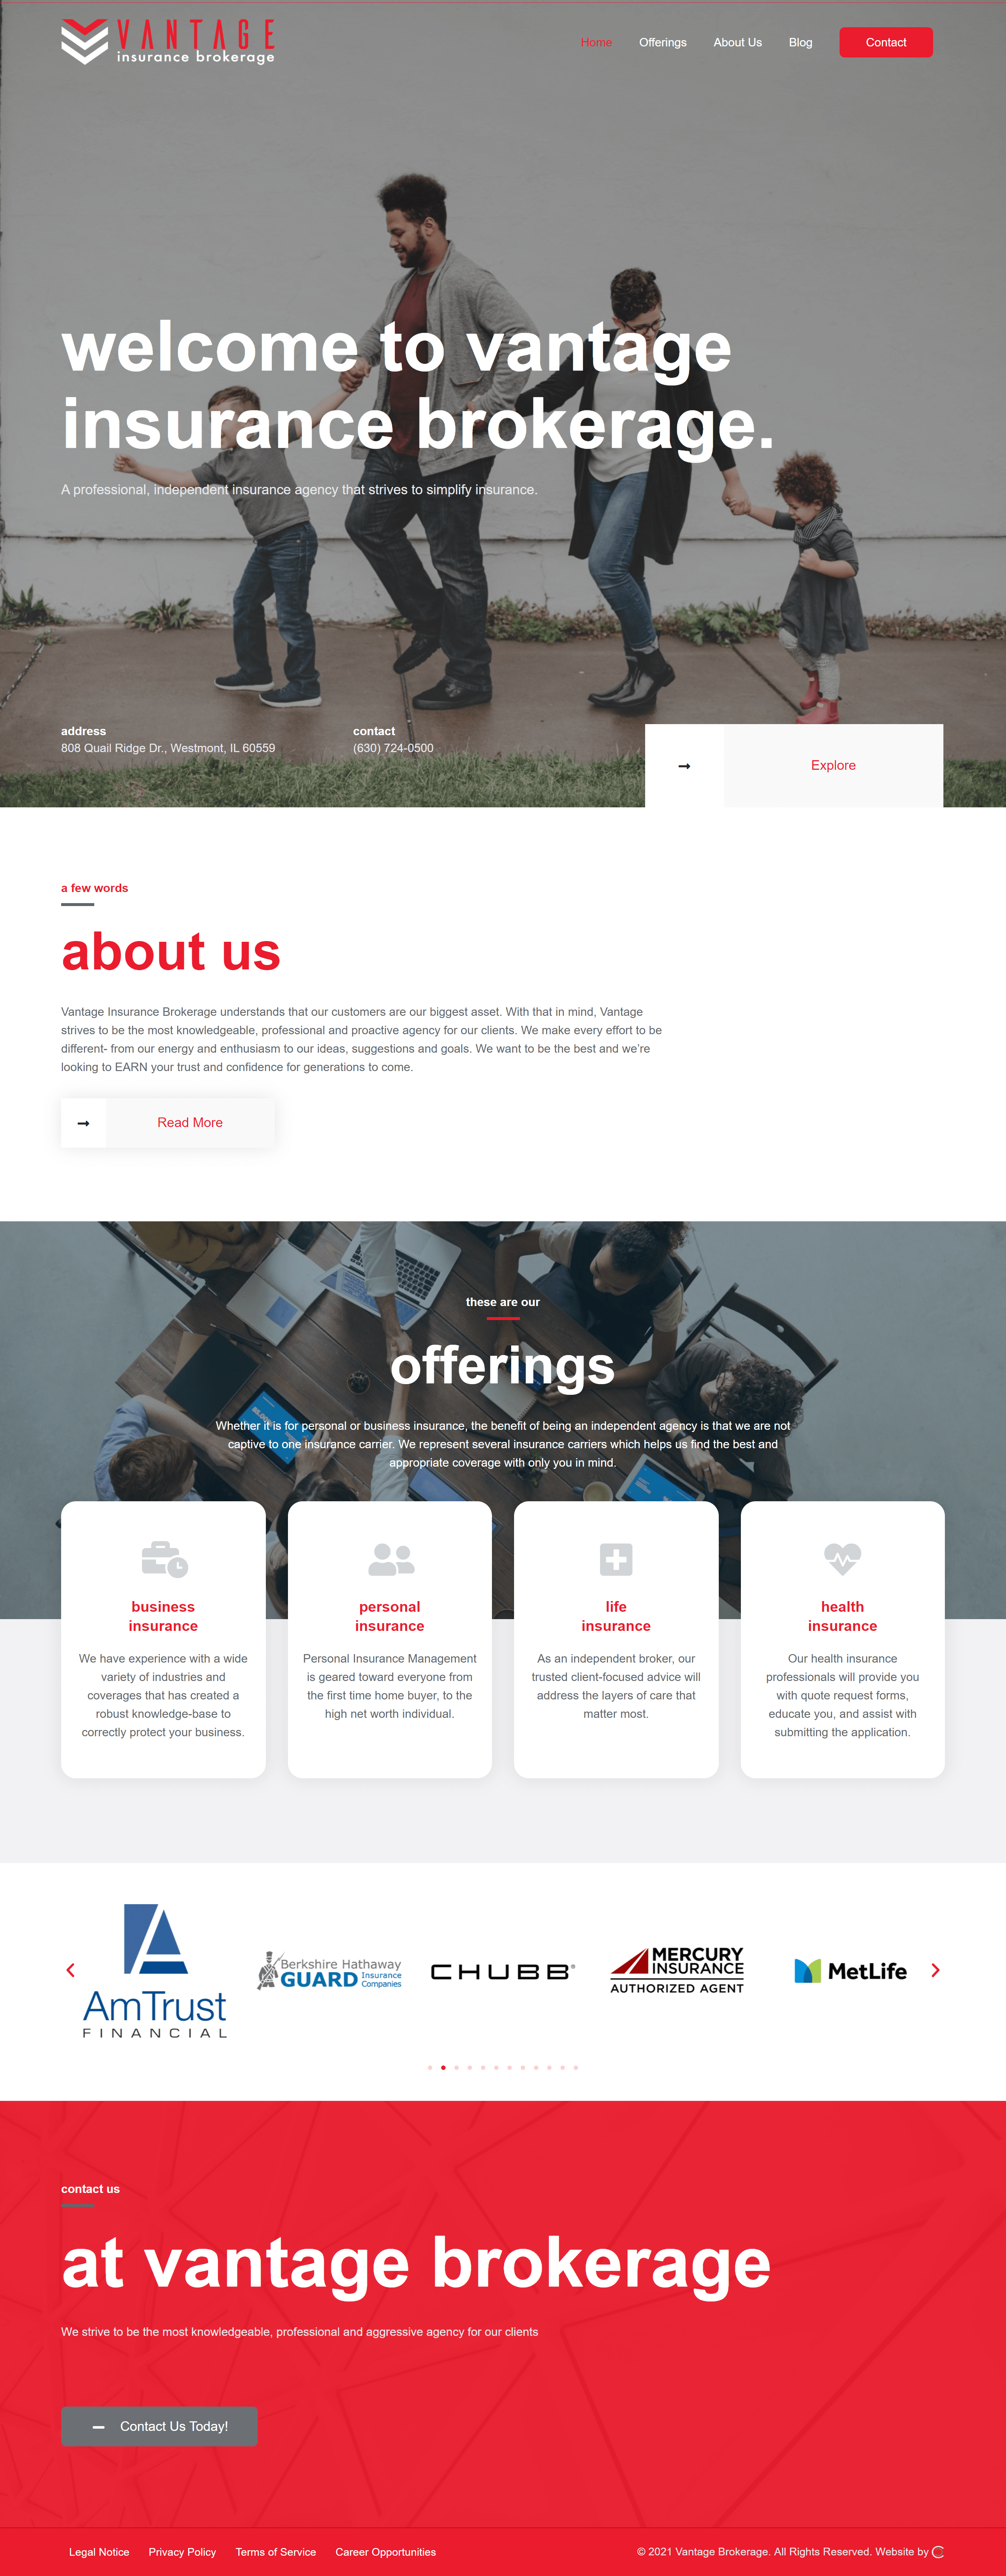 VANTAGE
insurance brokerage
Home
Offerings
About Us
Blog
Contact
welcome to vantage
insurance brokerage.
A professional, independent insurance agency that strives to simplify insurance.
address
808 Quail Ridge Dr., Westmont, IL 60559
contact
(630) 724-0500
Explore
a few words
about us
Vantage Insurance Brokerage understands that our customers are our biggest asset. With that in mind, Vantage
strives to be the most knowledgeable, professional and proactive agency for our clients. We make every effort to be
different- from our energy and enthusiasm to our ideas, suggestions and goals. We want to be the best and we're
looking to EARN your trust and confidence for generations to come.
Read More
these are our
offerings
Whether it is for personal or business insurance, the benefit of being an independent agency is that we are not
captive to one insurance carrier. We represent several insurance carriers which helps us find the best and
appropriate coverage with only you in mind.
business
insurance
We have experience with a wide
variety of industries and
coverages that has created a
robust knowledge-base to
correctly protect your business.
personal
insurance
Personal Insurance Management
is geared toward everyone from
the first time home buyer, to the
high net worth individual.
life
insurance
As an independent broker, our
trusted client-focused advice will
address the layers of care that
matter most.
health
insurance
Our health insurance
professionals will provide you
with quote request forms,
educate you, and assist with
submitting the application.
AmTrust
FINANCIAL
Berkshire Hathaway
GUARD Insurance
Companies
CHUBB®
MERCURY
INSURANCE
AUTHORIZED AGENT
MetLife
contact us
at vantage brokerage
We strive to be the most knowledgeable, professional and aggressive agency for our clients
Contact Us Today!
Legal Notice
Privacy Policy
Terms of Service
Career Opportunities
© 2021 Vantage Brokerage. All Rights Reserved. Website by